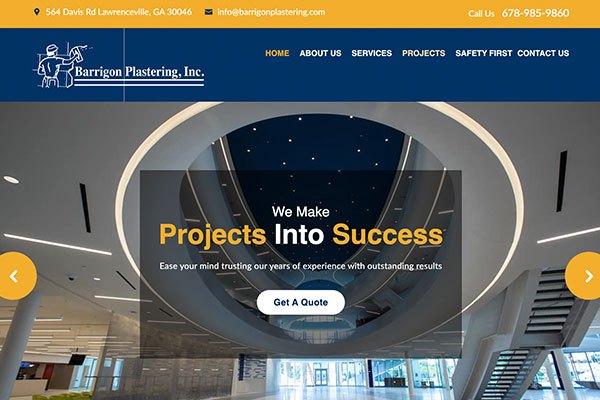 564 Davis Rd Lawrenceville, GA 30046 info@barrigonplastering.com Call Us 678-985-9860
HOME ABOUT US SERVICES PROJECTS SAFETY FIRST CONTACT US
Barrigon Plastering, Inc.
We Make
Projects Into Success
Ease your mind trusting our years of experience with outstanding results
Get A Quote